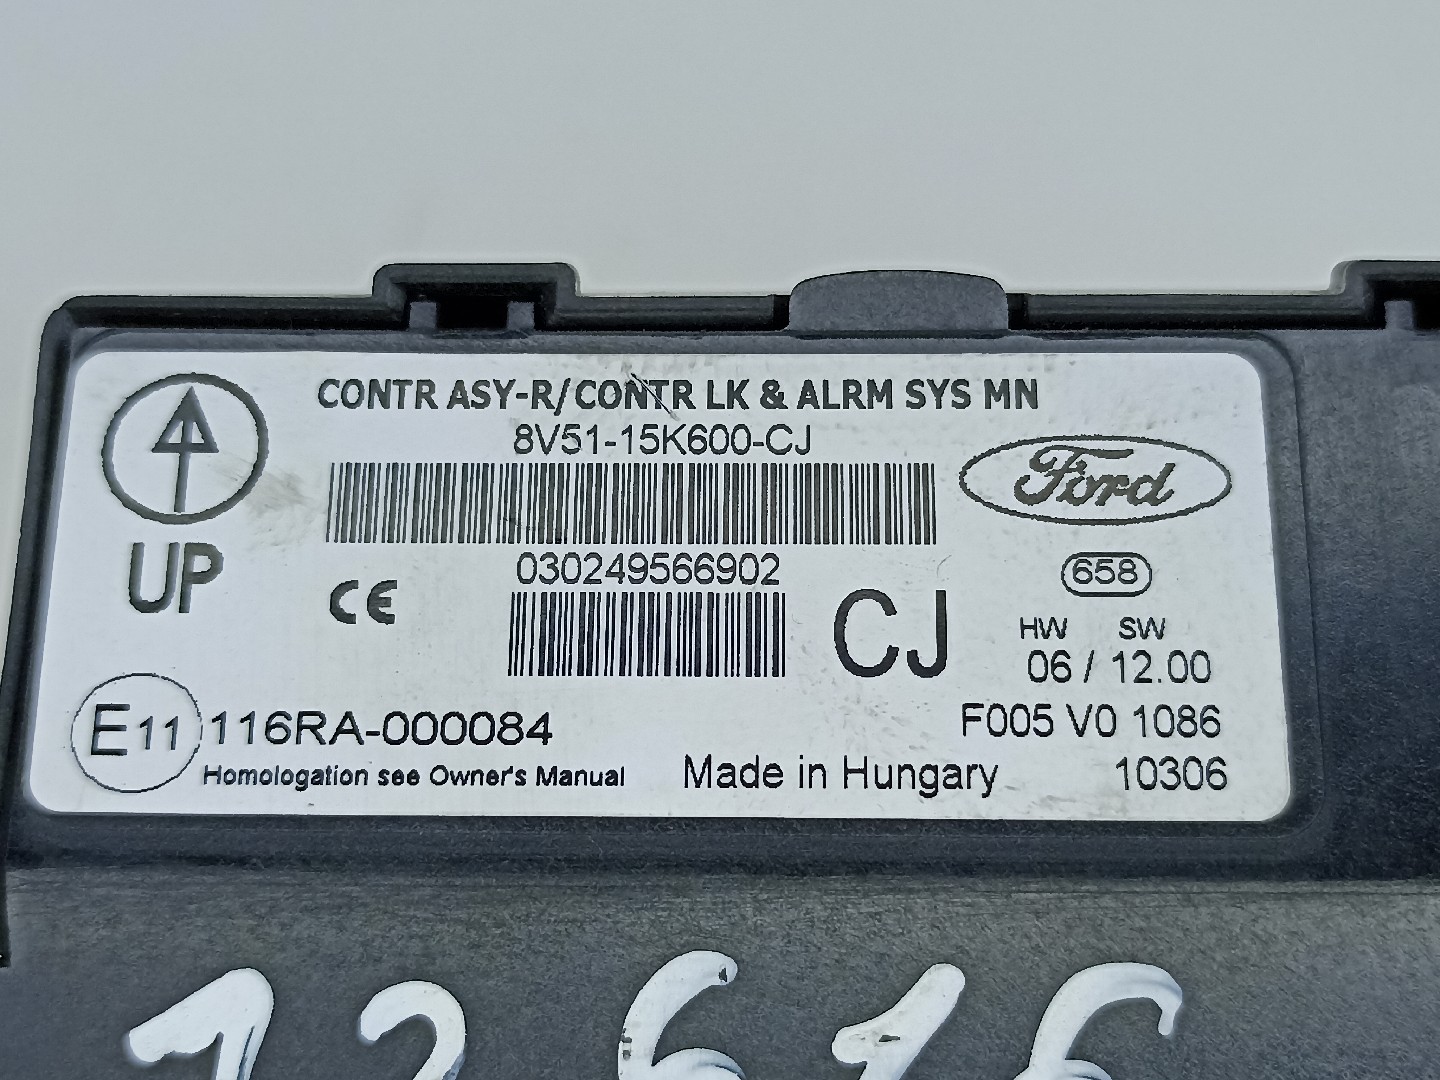 CONTR ASY-R/CONTR LK & ALRM SYS MN
8V51-15K600-CJ
Ford
UP
030249566902
CE
CJ
658
HW SW
06 / 12.00
E11 116RA-000084
F005 V0 1086
Homologation see Owner's Manual
Made in Hungary
10306